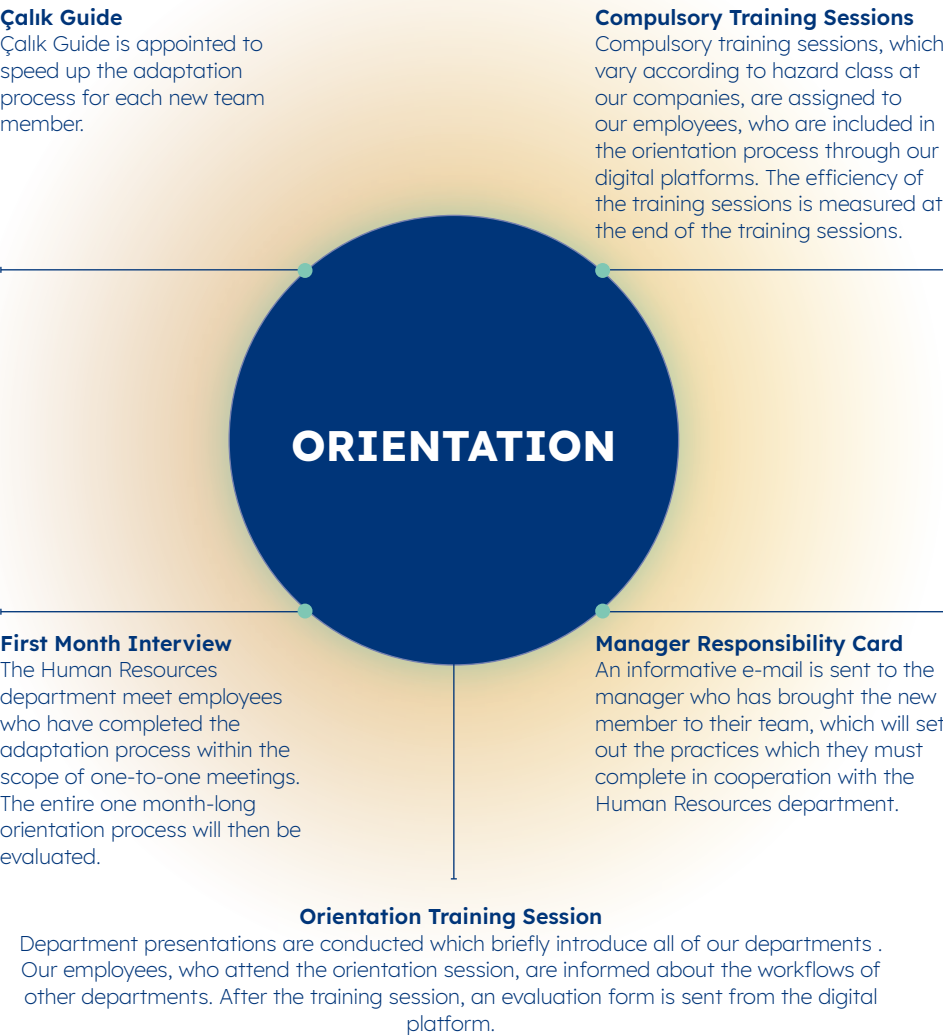 Çalık Guide
Çalık Guide is appointed to
speed up the adaptation
process for each new team
member.
Compulsory Training Sessions
Compulsory training sessions, which
vary according to hazard class at
our companies, are assigned to
our employees, who are included in
the orientation process through our
digital platforms. The efficiency of
the training sessions is measured at
the end of the training sessions.
ORIENTATION
First Month Interview
The Human Resources
department meet employees
who have completed the
adaptation process within the
scope of one-to-one meetings.
The entire one month-long
orientation process will then be
evaluated.
Manager Responsibility Card
An informative e-mail is sent to the
manager who has brought the new
member to their team, which will set
out the practices which they must
complete in cooperation with the
Human Resources department.
Orientation Training Session
Department presentations are conducted which briefly introduce all of our departments .
Our employees, who attend the orientation session, are informed about the workflows of
other departments. After the training session, an evaluation form is sent from the digital
platform.